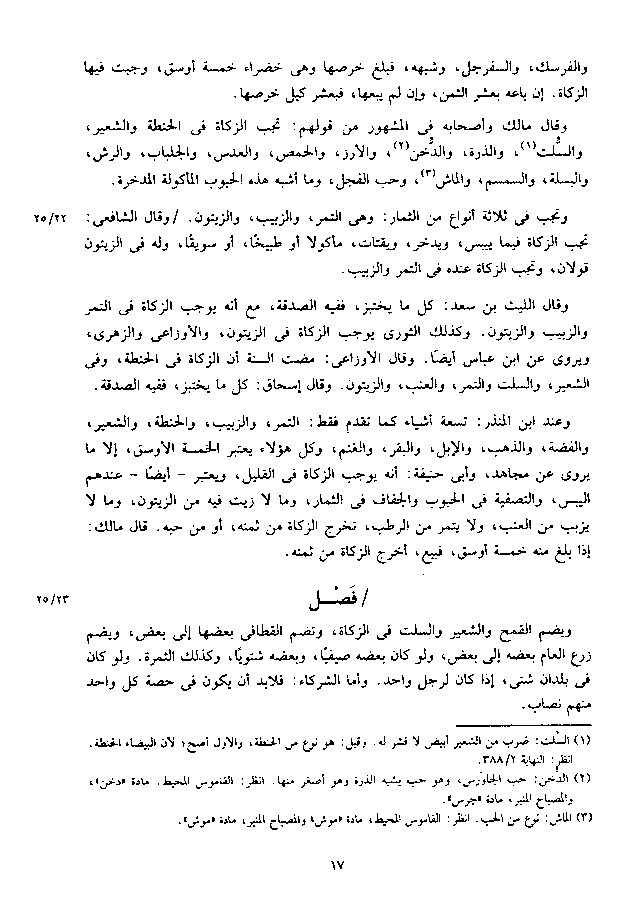 والفرسك، والسفرجل، وشبهه، فبلغ خرصها وهى خضراء خمسة أوسق، وجبت فيها
الزكاة. إن باعه بعشر الثمن، وإن لم يبعها، فبعشر كيل خرصها.
وقال مالك وأصحابه فى المشهور من قولهم: تجب الزكاة فى الحنطة والشعير،
والسُّلت(١)، والذرة، والدُّخن(٢)، والأرز، والحمص، والعدس، والجلباب، والرش،
والبسلة، والسمسم، والماش(٣)، وحب الفجل، وما أشبه هذه الحبوب المأكولة المدخرة.
وتجب فى ثلاثة أنواع من الثمار: وهى التمر، والزبيب، والزيتون. / وقال الشافعى: ٢٥/٢٢
تجب الزكاة فيما ييبس، ويدخر، ويقتات، مأكولا أو طبيخًا، أو سويقًا، وله فى الزيتون
قولان، وتجب الزكاة عنده فى التمر والزبيب.
وقال الليث بن سعد: كل ما يختبز، ففيه الصدقة، مع أنه يوجب الزكاة فى التمر
والزبيب والزيتون. وكذلك الثورى يوجب الزكاة فى الزيتون، والأوزاعى والزهرى،
ويروى عن ابن عباس أيضًا. وقال الأوزاعى: مضت السنة أن الزكاة فى الحنطة، وفى
الشعير، والسلت والتمر، والعنب، والزيتون. وقال إسحاق: كل ما يختبز، ففيه الصدقة.
وعند ابن المنذر: تسعة أشياء كما تقدم فقط: التمر، والزبيب، والحنطة، والشعير،
والفضة، والذهب، والإبل، والبقر، والغنم، وكل هؤلاء يعتبر الخمسة الأوسق، إلا ما
يروى عن مجاهد، وأبى حنيفة: أنه يوجب الزكاة فى القليل، ويعتبر - أيضًا - عندهم
اليبس، والتصفية فى الحبوب والجفاف فى الثمار، وما لا زيت فيه من الزيتون، وما لا
يزبب من العنب، ولا يتمر من الرطب، تخرج الزكاة من ثمنه، أو من حبه. قال مالك:
إذا بلغ منه خمسة أوسق، فبيع، أخرج الزكاة من ثمنه.
/ فَصْــل ٢٥/٢٣
ويضم القمح والشعير والسلت فى الزكاة، وتضم القطافى بعضها إلى بعض، ويضم
زرع العام بعضه إلى بعض، ولو كان بعضه صيفيًا، وبعضه شتويًا، وكذلك الثمرة. ولو كان
فى بلدان شتى، إذا كان لرجل واحد. وأما الشركاء: فلابد أن يكون فى حصة كل واحد
منهم نصاب.
(١) السلت: ضرب من الشعير أبيض لا قشر له. وقيل: هو نوع من الحنطة، والأول أصح؛ لأن البيضاء الحنطة.
انظر: النهاية ٢/ ٣٨٨.
(٢) الدُّخن: حب الجاورس، وهو حب يشبه الذرة وهو أصغر منها. انظر: القاموس المحيط. مادة «دخن»،
والمصباح المنير، مادة «جرس».
(٣) الماش: نوع من الحب. انظر: القاموس المحيط، مادة «موش» والمصباح المنير، مادة «موش».
١٧